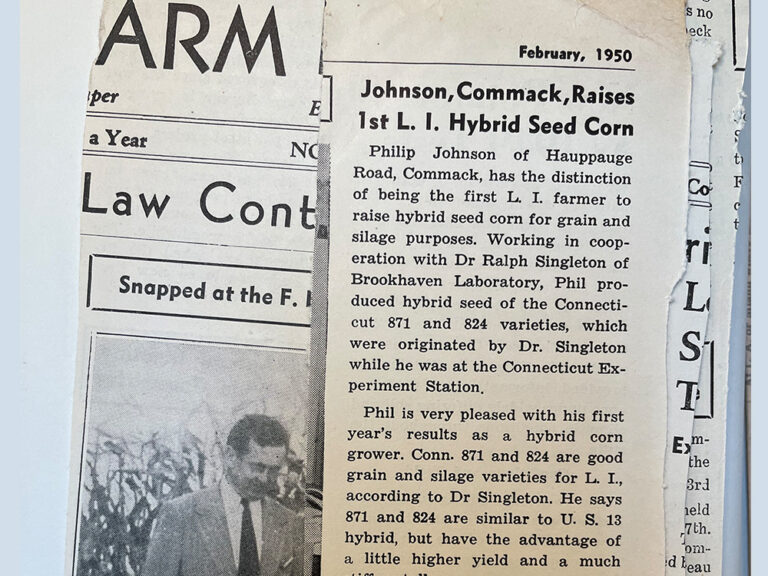 ARM
per
E
a Year
NO
Law Cont
Snapped at the F.
February, 1950
Johnson, Commack, Raises
1st L. I. Hybrid Seed Corn
Philip Johnson of Hauppauge
Road, Commack, has the distinction
of being the first L. I. farmer to
raise hybrid seed corn for grain and
silage purposes. Working in coop-
eration with Dr Ralph Singleton of
Brookhaven Laboratory, Phil pro-
duced hybrid seed of the Connecti-
cut 871 and 824 varieties, which
were originated by Dr. Singleton
while he was at the Connecticut Ex-
periment Station.
Phil is very pleased with his first
year's results as a hybrid corn
grower. Conn. 871 and 824 are good
grain and silage varieties for L. I.,
according to Dr Singleton. He says
871 and 824 are similar to U. S. 13
hybrid, but have the advantage of
a little higher yield and a much
s no
eck
Co
ri
L
S
T
Ex
m-
the
3rd
eld
7th.
om-
eau